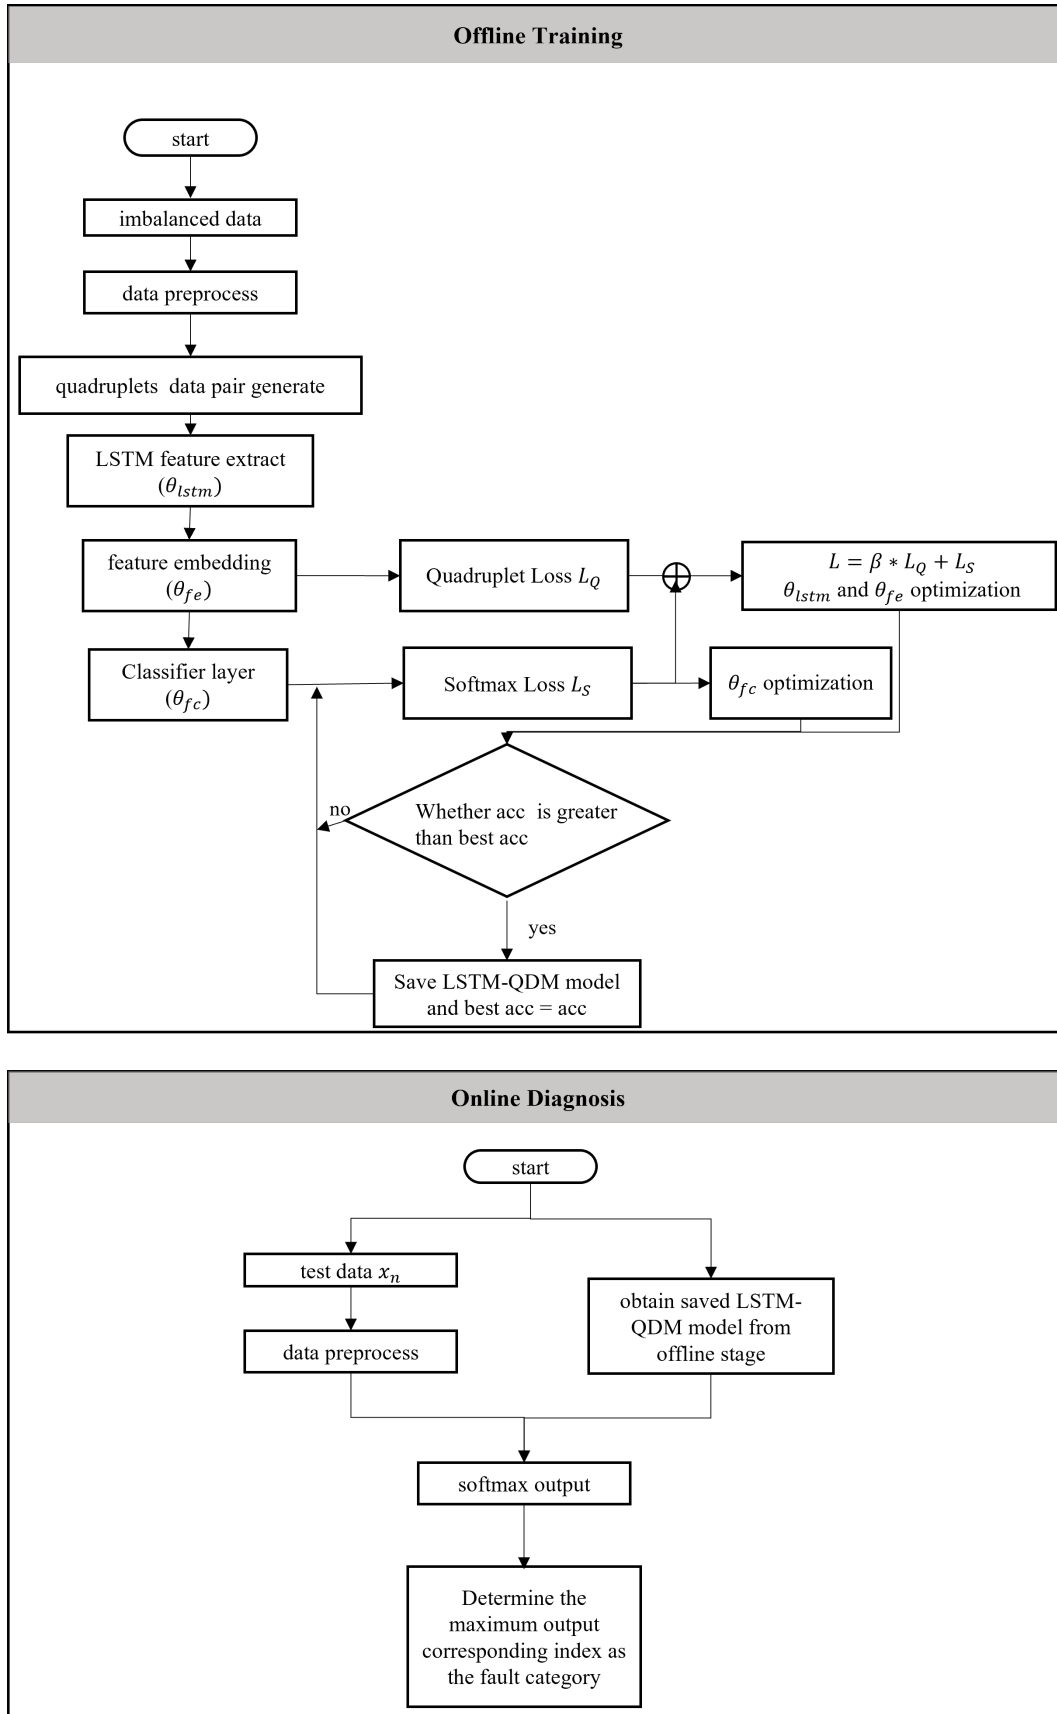 Offline Training
start
imbalanced data
data preprocess
quadruplets  data pair generate
LSTM feature extract
(θ_lstm)
feature embedding
(θ_fe)
Quadruplet Loss L_Q
L = β * L_Q + L_S
θ_lstm and θ_fe optimization
Classifier layer
(θ_fc)
Softmax Loss L_S
θ_fc optimization
no
Whether acc  is greater
than best acc
yes
Save LSTM-QDM model
and best acc = acc
Online Diagnosis
start
test data x_n
data preprocess
obtain saved LSTM-
QDM model from
offline stage
softmax output
Determine the
maximum output
corresponding index as
the fault category